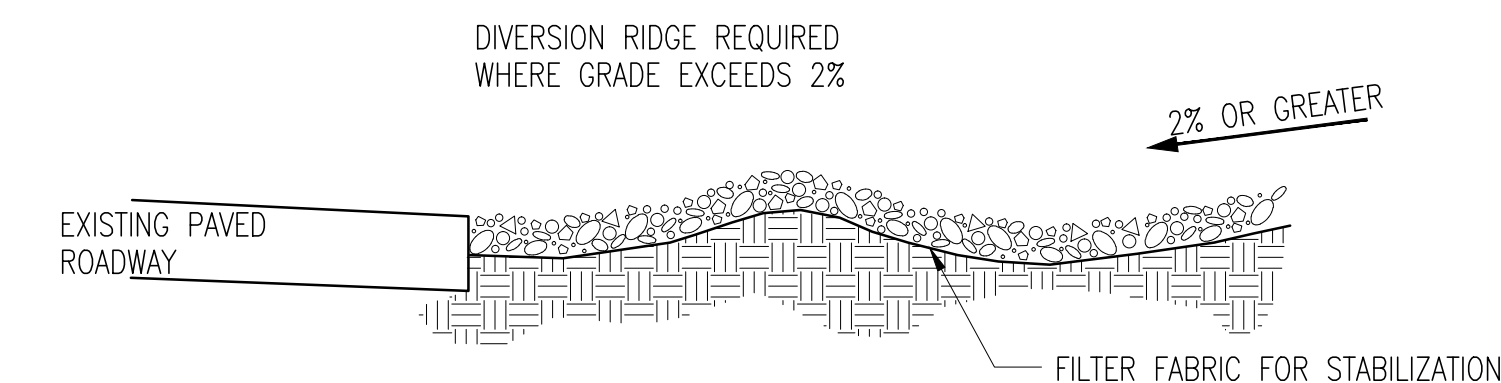 DIVERSION RIDGE REQUIRED
WHERE GRADE EXCEEDS 2%
2% OR GREATER
EXISTING PAVED
ROADWAY
FILTER FABRIC FOR STABILIZATION